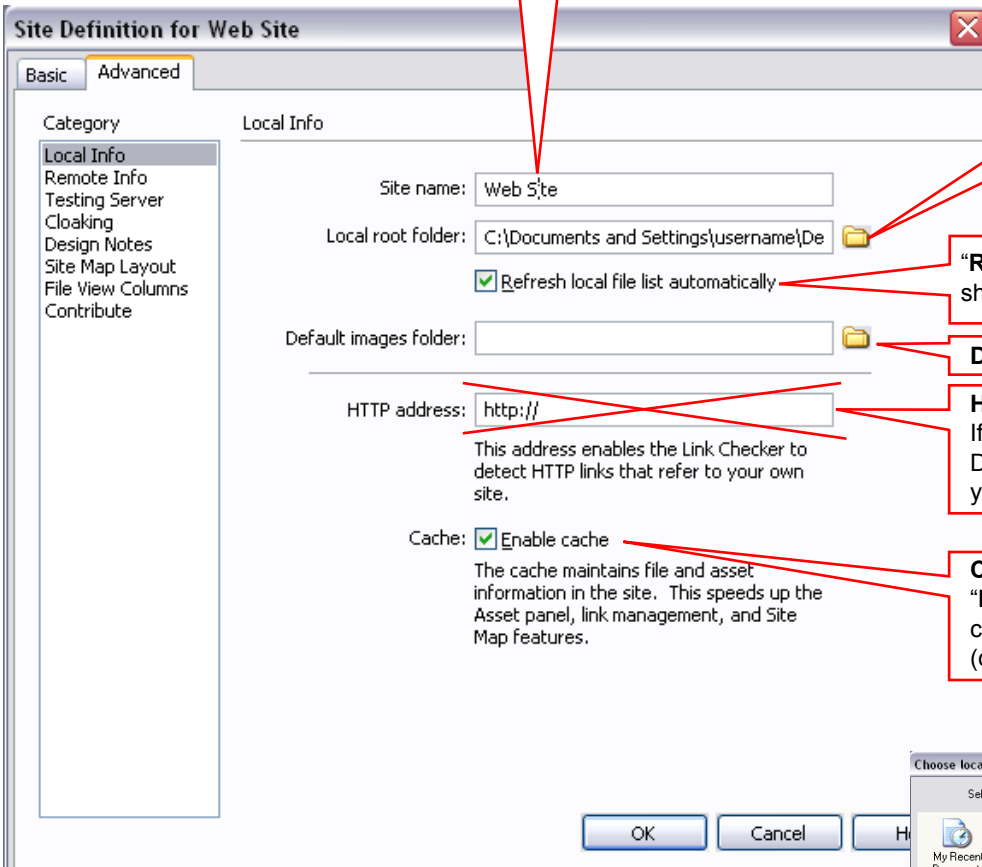 Site Definition for Web Site
Basic
Advanced
Category
Local Info
Remote Info
Testing Server
Cloaking
Design Notes
Site Map Layout
File View Columns
Contribute
Local Info
Site name: Web Site
Local root folder: C:\Documents and Settings\username\De
Refresh local file list automatically
Default images folder:
HTTP address: http://
This address enables the Link Checker to
detect HTTP links that refer to your own
site.
Cache: Enable cache
The cache maintains file and asset
information in the site. This speeds up the
Asset panel, link management, and Site
Map features.
OK
Cancel
If
My Recent